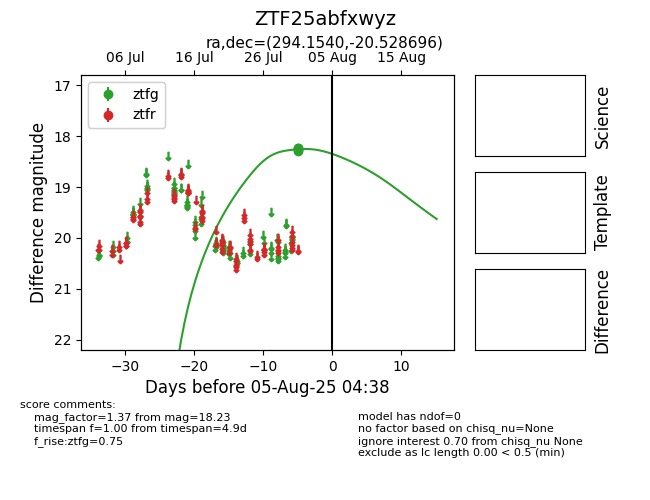 ZTF25abfxwyz
ra,dec=(294.1540,-20.528696)
06 Jul 16 Jul 26 Jul 05 Aug 15 Aug
17
18
19
20
21
22
Difference magnitude
ztfg
ztfr
−30 −20 −10 0 10
Days before 05-Aug-25 04:38
Science
Template
Difference
score comments:
mag_factor=1.37 from mag=18.23
timespan f=1.00 from timespan=4.9d
f_rise:ztfg=0.75
model has ndof=0
no factor based on chisq_nu=None
ignore interest 0.70 from chisq_nu None
exclude as lc length 0.00 < 0.5 (min)